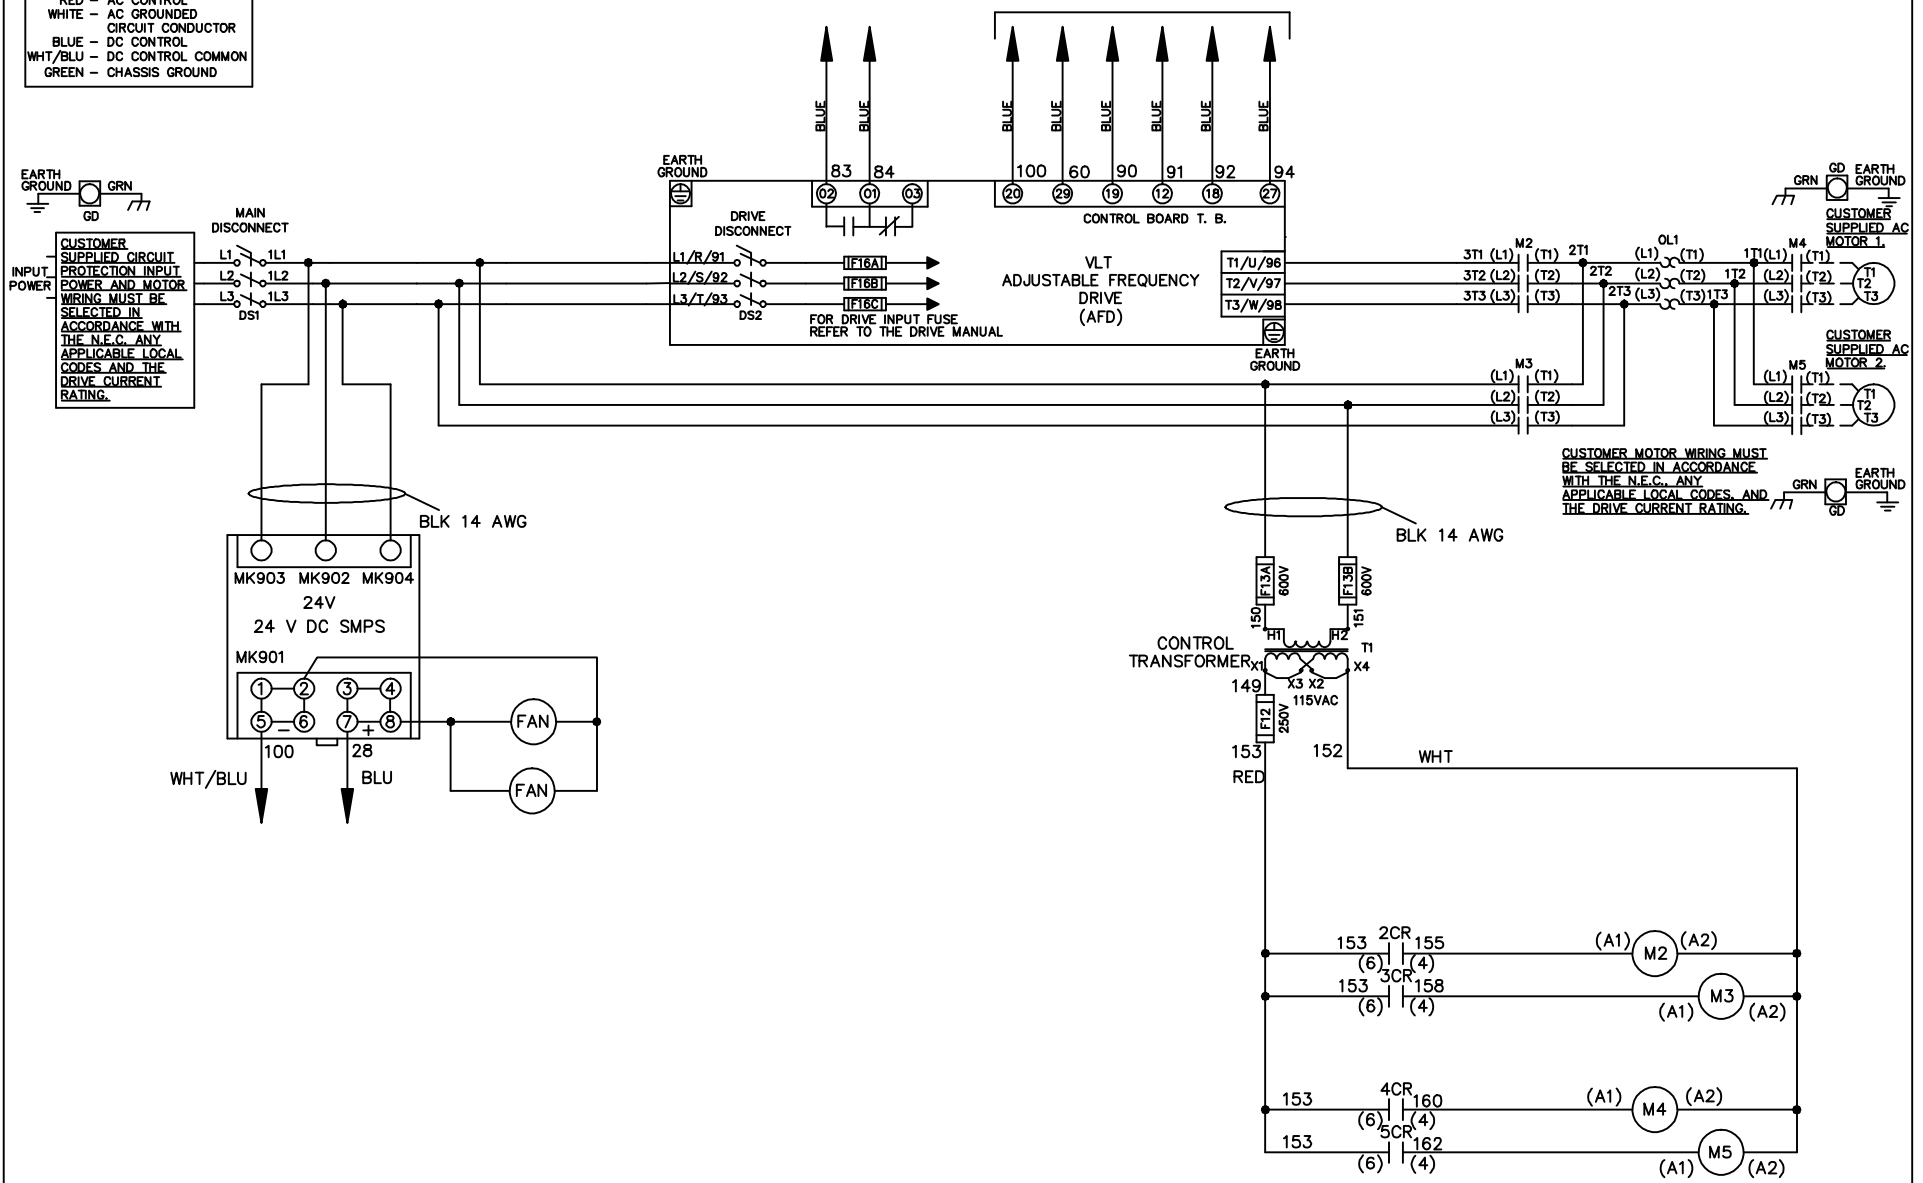 RED - AC CONTROL
WHITE - AC GROUNDED
CIRCUIT CONDUCTOR
BLUE - DC CONTROL
WHT/BLU - DC CONTROL COMMON
GREEN - CHASSIS GROUND
BLUE
BLUE
BLUE
BLUE
BLUE
BLUE
BLUE
BLUE
EARTH
GROUND
GRN
GD
MAIN
DISCONNECT
L1 1L1
L2 1L2
L3 1L3
DS1
INPUT
POWER
CUSTOMER
SUPPLIED CIRCUIT
PROTECTION INPUT
POWER AND MOTOR
WIRING MUST BE
SELECTED IN
ACCORDANCE WITH
THE N.E.C. ANY
APPLICABLE LOCAL
CODES AND THE
DRIVE CURRENT
RATING.
EARTH
GROUND
83 84
02 01 03
100 60 90 91 92 94
20 29 19 12 18 27
CONTROL BOARD T. B.
DRIVE
DISCONNECT
L1/R/91
L2/S/92
L3/T/93
DS2
F16A
F16B
F16C
FOR DRIVE INPUT FUSE
REFER TO THE DRIVE MANUAL
VLT
ADJUSTABLE FREQUENCY
DRIVE
(AFD)
T1/U/96
T2/V/97
T3/W/98
EARTH
GROUND
M2
3T1 (L1) (T1) 2T1
3T2 (L2) (T2) 2T2
3T3 (L3) (T3) 2T3
OL1
(L1) (T1) 1T1
(L2) (T2) 1T2
(L3) (T3) 1T3
M4
(L1) (T1)
(L2) (T2)
(L3) (T3)
T1
T2
T3
GRN
GD
EARTH
GROUND
CUSTOMER
SUPPLIED AC
MOTOR 1.
M3
(L1) (T1)
(L2) (T2)
(L3) (T3)
CUSTOMER
SUPPLIED AC
MOTOR 2.
M5
(L1) (T1)
(L2) (T2)
(L3) (T3)
T1
T2
T3
CUSTOMER MOTOR WIRING MUST
BE SELECTED IN ACCORDANCE
WITH THE N.E.C., ANY
APPLICABLE LOCAL CODES, AND
THE DRIVE CURRENT RATING.
GRN
GD
EARTH
GROUND
BLK 14 AWG
MK903 MK902 MK904
24V
24 V DC SMPS
MK901
1 2 3 4
5 6 7 8
- +
100 28
WHT/BLU BLU
FAN
FAN
BLK 14 AWG
F13A
600V
F13B
600V
150
151
H1 H2
T1
CONTROL
TRANSFORMER
X1 X4
X3 X2
115VAC
149
F12
250V
153
RED
152
WHT
2CR
153 155
(6) (4)
(A1) M2 (A2)
3CR
153 158
(6) (4)
(A1) M3 (A2)
4CR
153 160
(6) (4)
(A1) M4 (A2)
5CR
153 162
(6) (4)
(A1) M5 (A2)